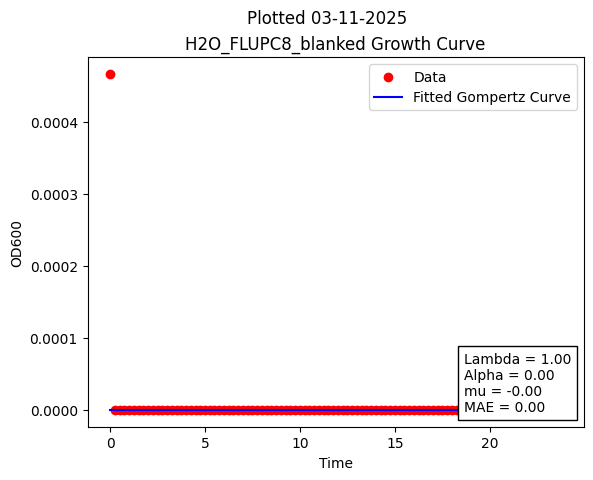 Plotted 03-11-2025
H2O_FLUPC8_blanked Growth Curve
Data
Fitted Gompertz Curve
0.0004
0.0003
0.0002
0.0001
0.0000
OD600
Lambda = 1.00
Alpha = 0.00
mu = -0.00
MAE = 0.00
0 5 10 15 20
Time